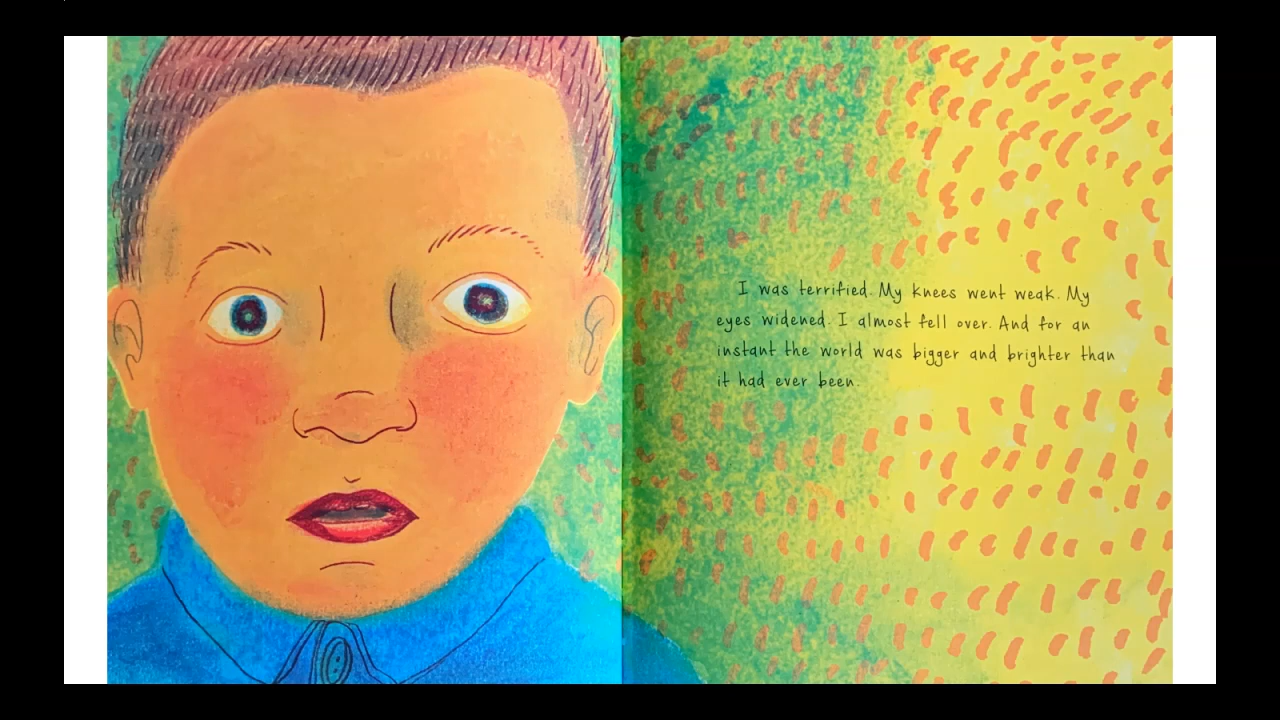 I was terrified. My knees went weak. My
eyes widened. I almost fell over. And for an
instant the world was bigger and brighter than
it had ever been.